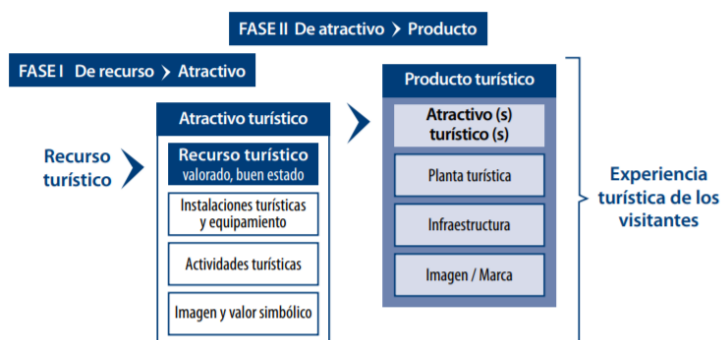 FASE II De atractivo > Producto
FASE I De recurso > Atractivo
Recurso
turístico
Atractivo turístico
Recurso turístico
valorado, buen estado
Instalaciones turísticas
y equipamiento
Actividades turísticas
Imagen y valor simbólico
Producto turístico
Atractivo (s)
turístico (s)
Planta turística
Infraestructura
Imagen / Marca
Experiencia
turística de los
visitantes